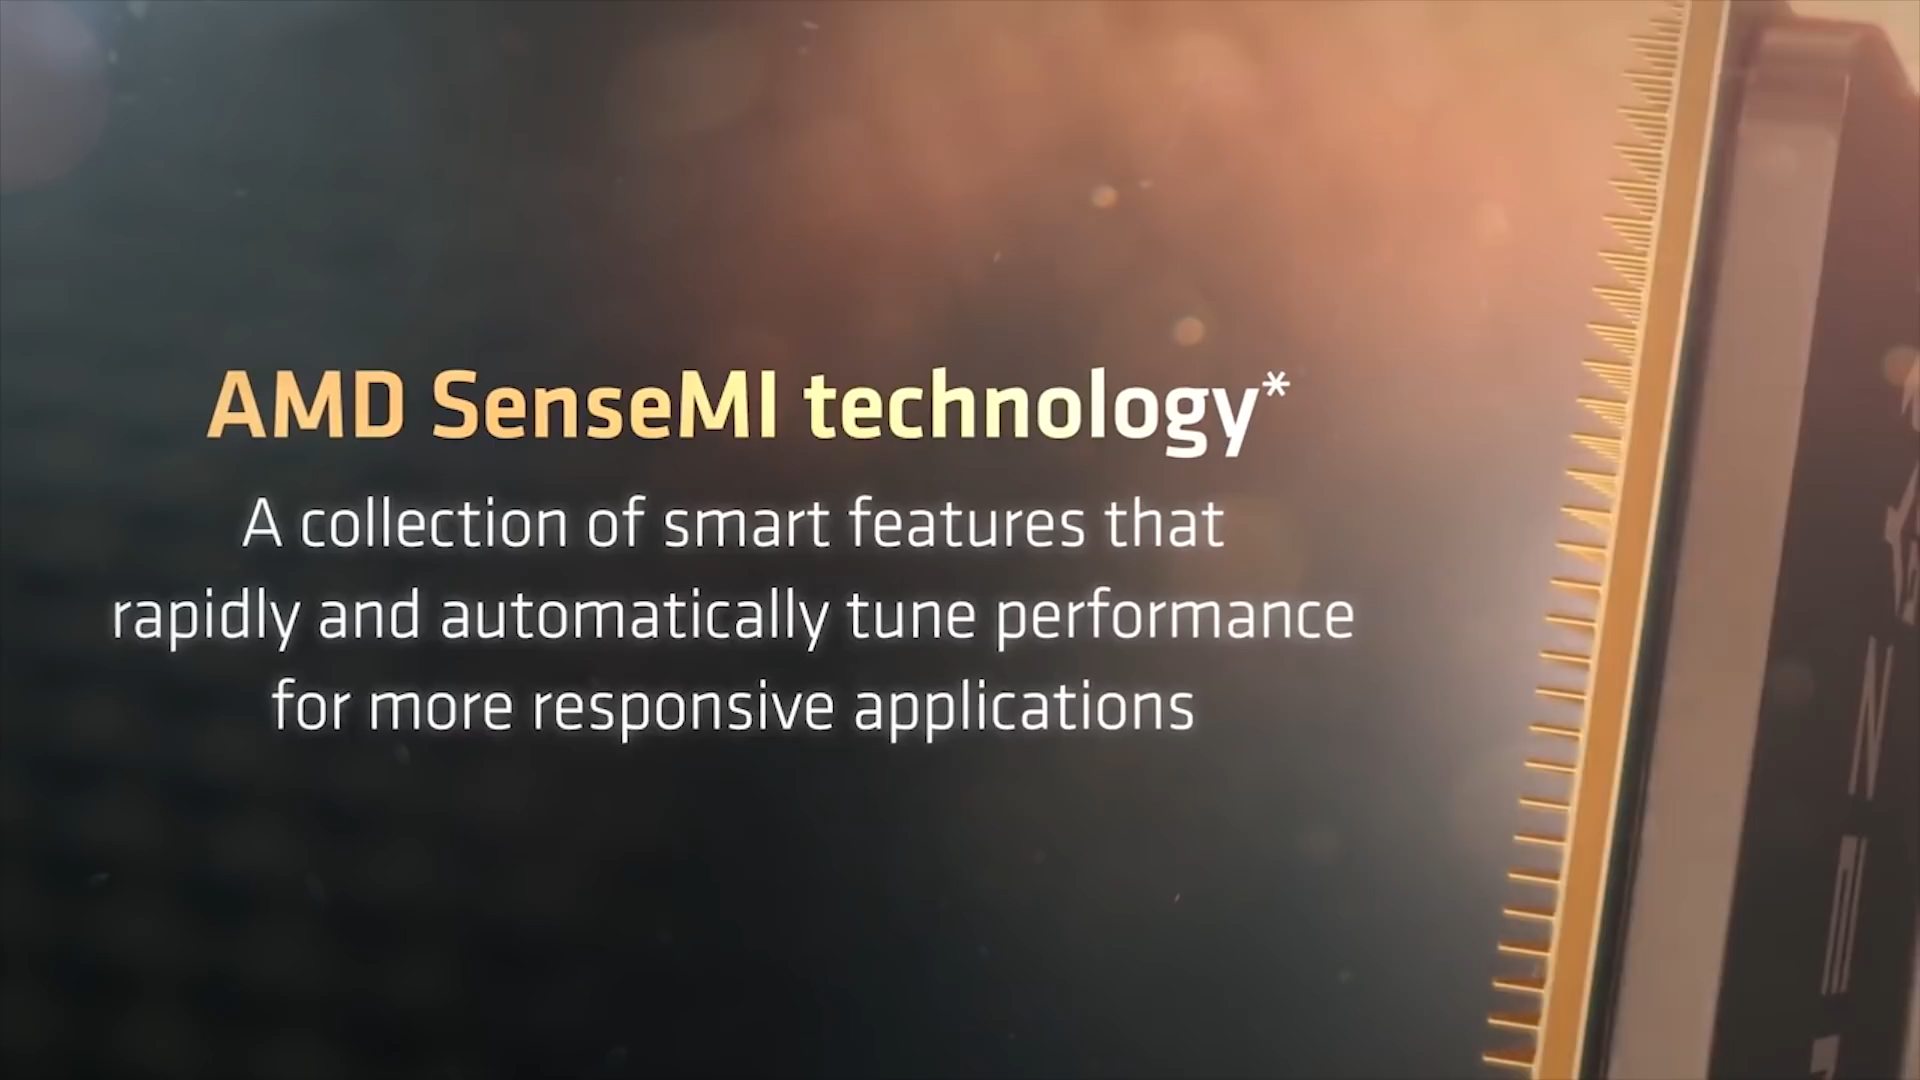 AMD SenseMI technology*
A collection of smart features that
rapidly and automatically tune performance
for more responsive applications